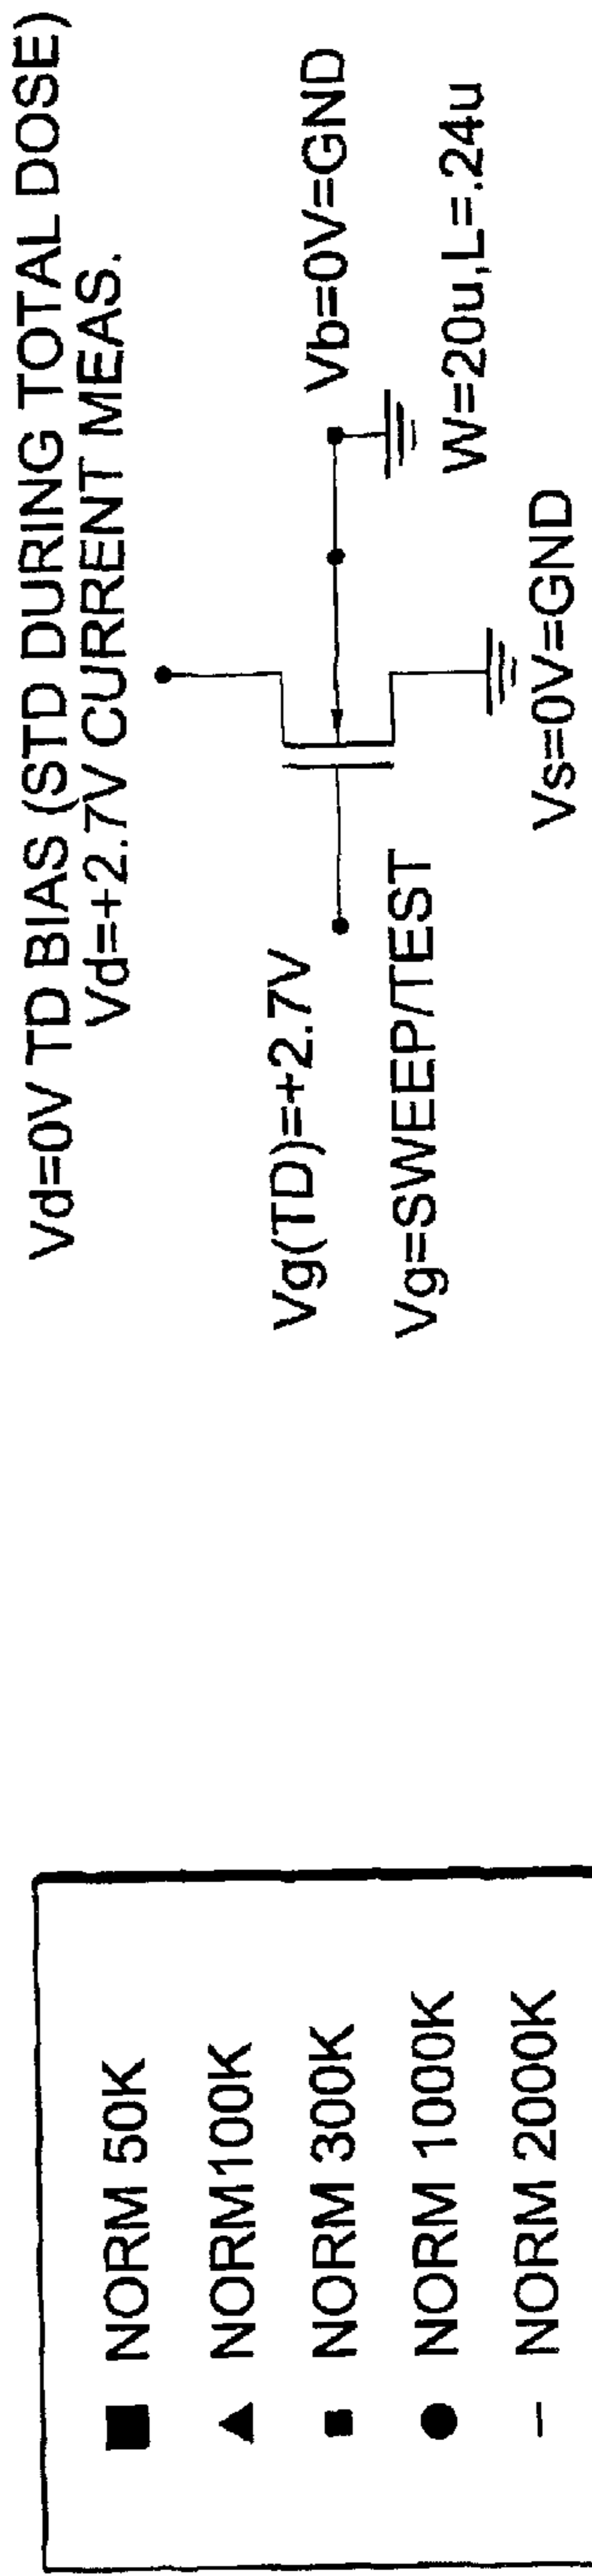 NORM 50K
NORM100K
NORM 300K
NORM 1000K
NORM 2000K
Vd=0V TD BIAS (STD DURING TOTAL DOSE)
Vd=+2.7V CURRENT MEAS.
Vg(TD)=+2.7V
Vg=SWEEP/TEST
Vb=0V=GND
W=20u,L=.24u
Vs=0V=GND